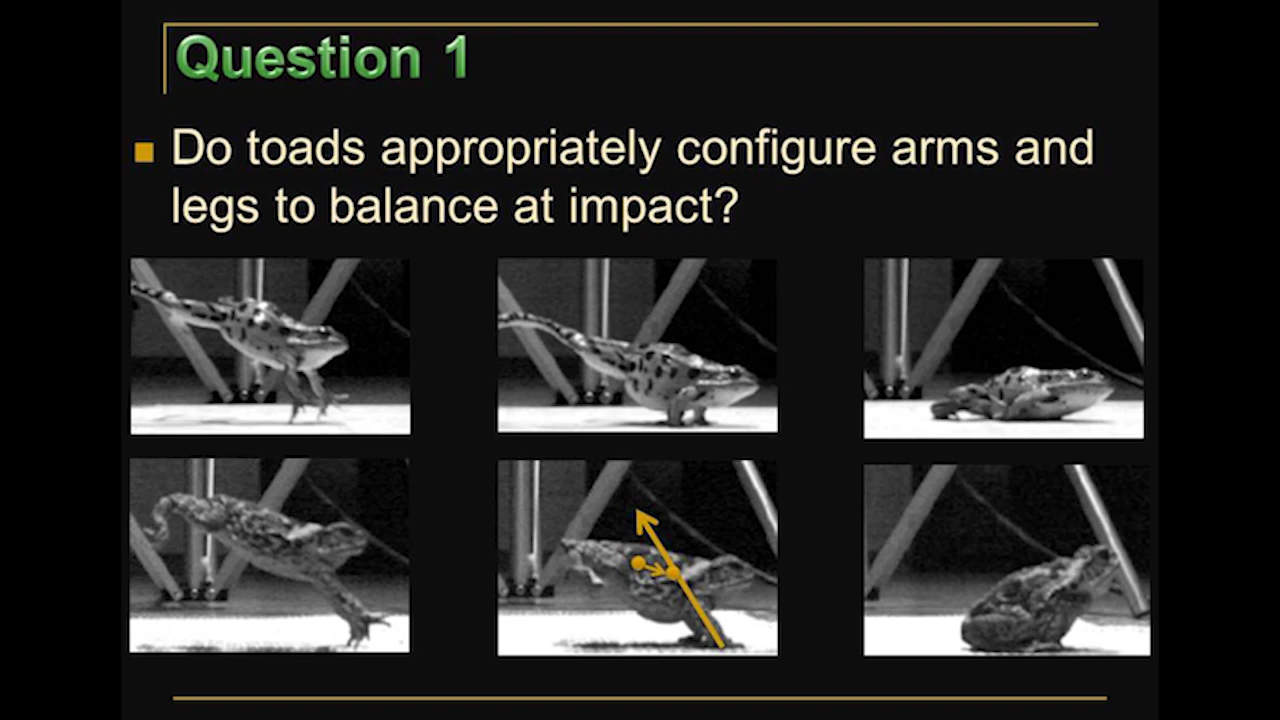 Question 1
Do toads appropriately configure arms and
legs to balance at impact?